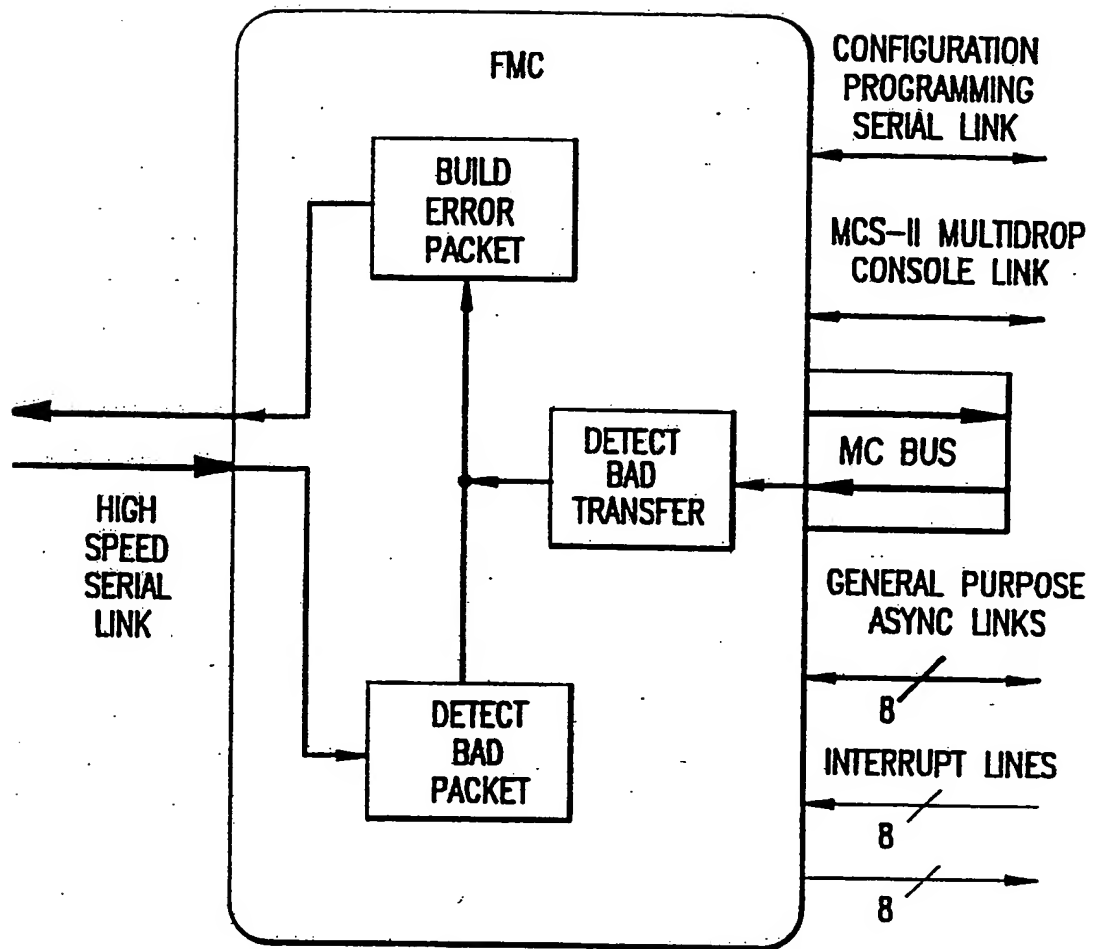 FMC
BUILD
ERROR
PACKET
DETECT
BAD
TRANSFER
DETECT
BAD
PACKET
HIGH
SPEED
SERIAL
LINK
CONFIGURATION
PROGRAMMING
SERIAL LINK
MCS-II MULTIDROP
CONSOLE LINK
MC BUS
GENERAL PURPOSE
ASYNC LINKS
8
INTERRUPT LINES
8
8